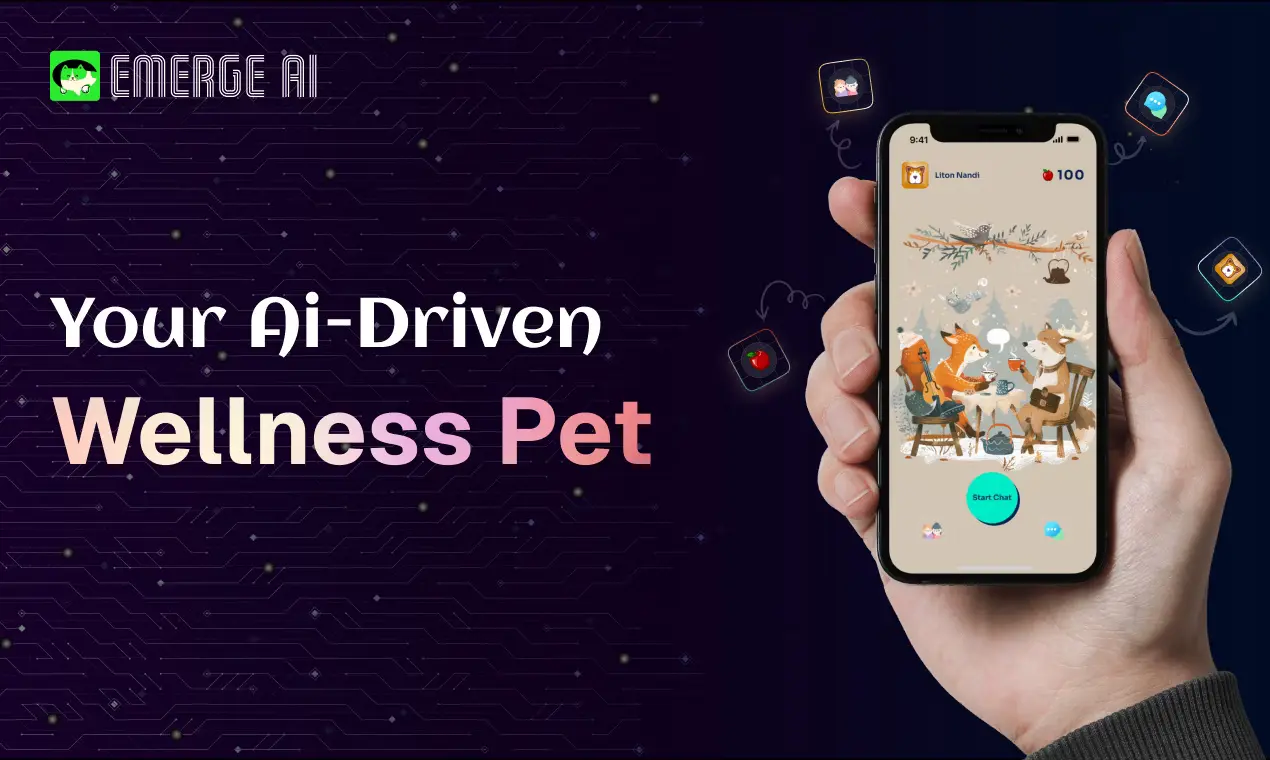 EMERGE AI
Your Ai-Driven
Wellness Pet
9:41
Liton Nandi
100
Start Chat